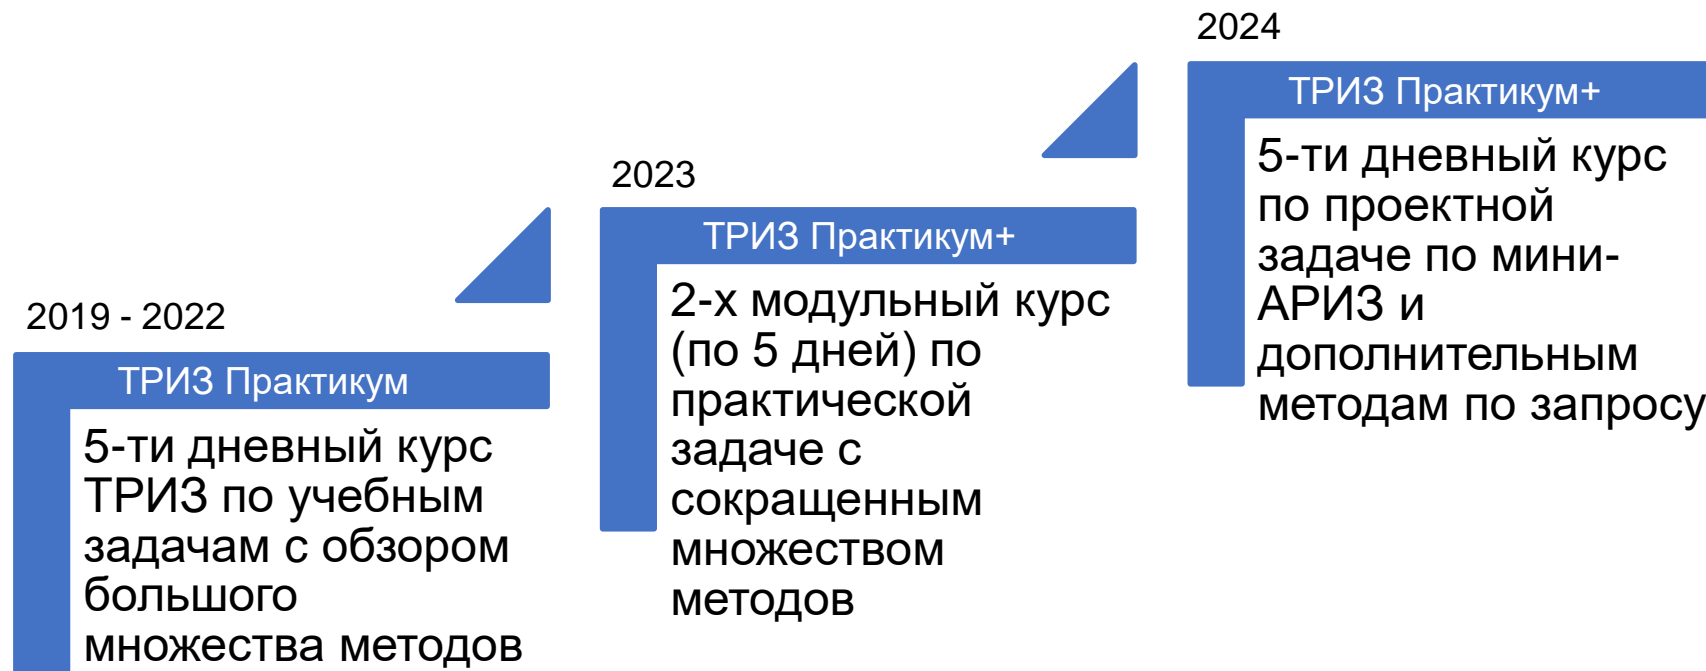 2019 - 2022
ТРИЗ Практикум
5-ти дневный курс
ТРИЗ по учебным
задачам с обзором
большого
множества методов
2023
ТРИЗ Практикум+
2-х модульный курс
(по 5 дней) по
практической
задаче с
сокращенным
множеством
методов
2024
ТРИЗ Практикум+
5-ти дневный курс
по проектной
задаче по мини-
АРИЗ и
дополнительным
методам по запросу